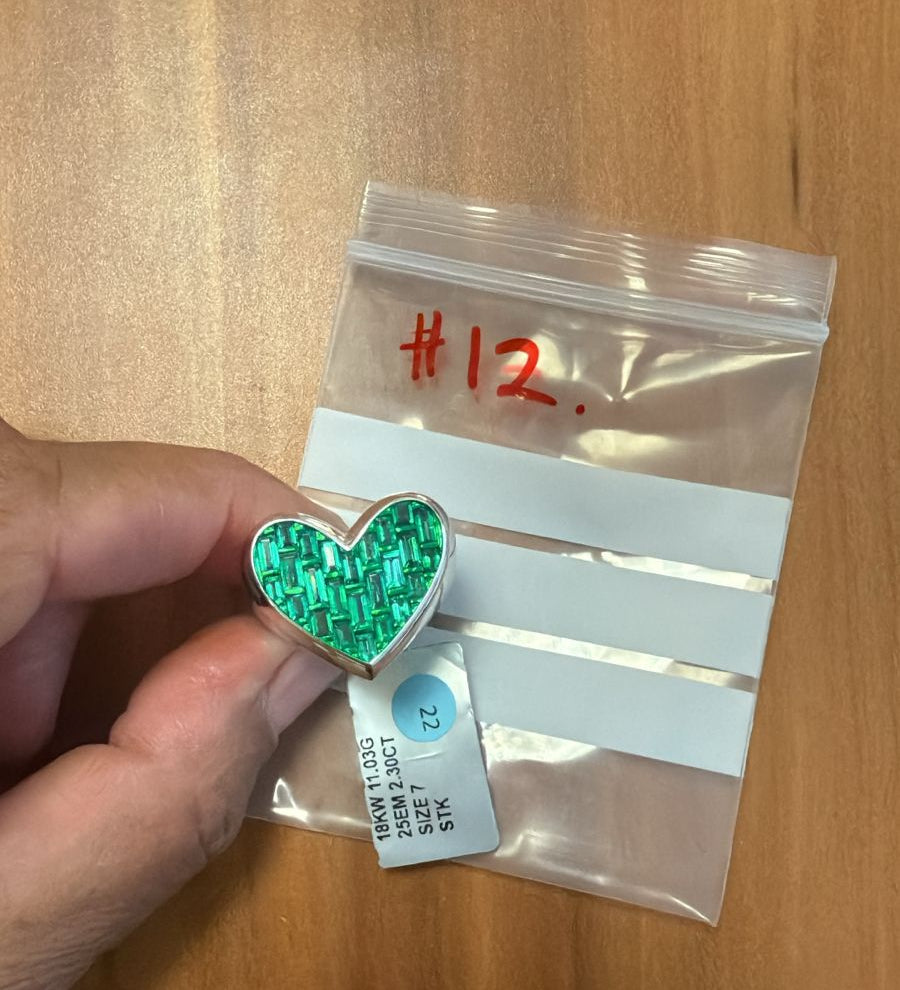 #12.
22
18KW 11.03G
25EM 2.30CT
SIZE 7
STK